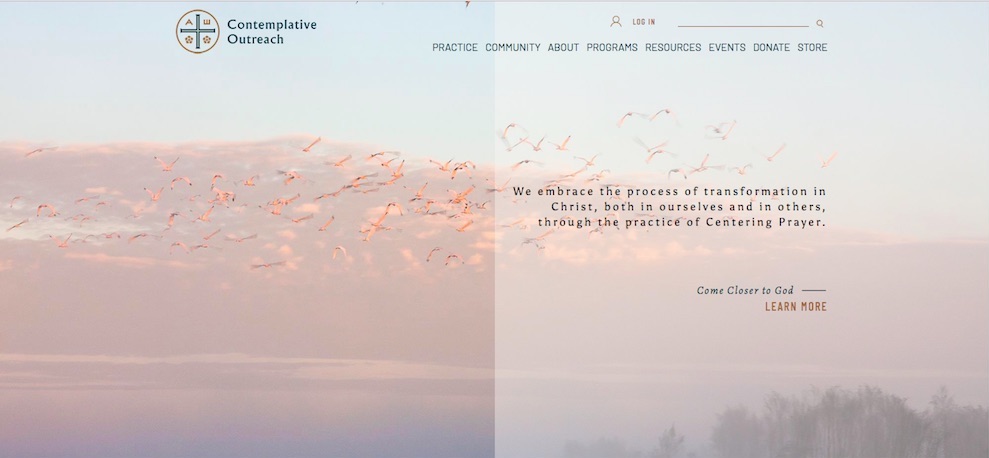 A W
Contemplative
Outreach
LOG IN
PRACTICE COMMUNITY ABOUT PROGRAMS RESOURCES EVENTS DONATE STORE
We embrace the process of transformation in
Christ, both in ourselves and in others,
through the practice of Centering Prayer.
Come Closer to God
LEARN MORE